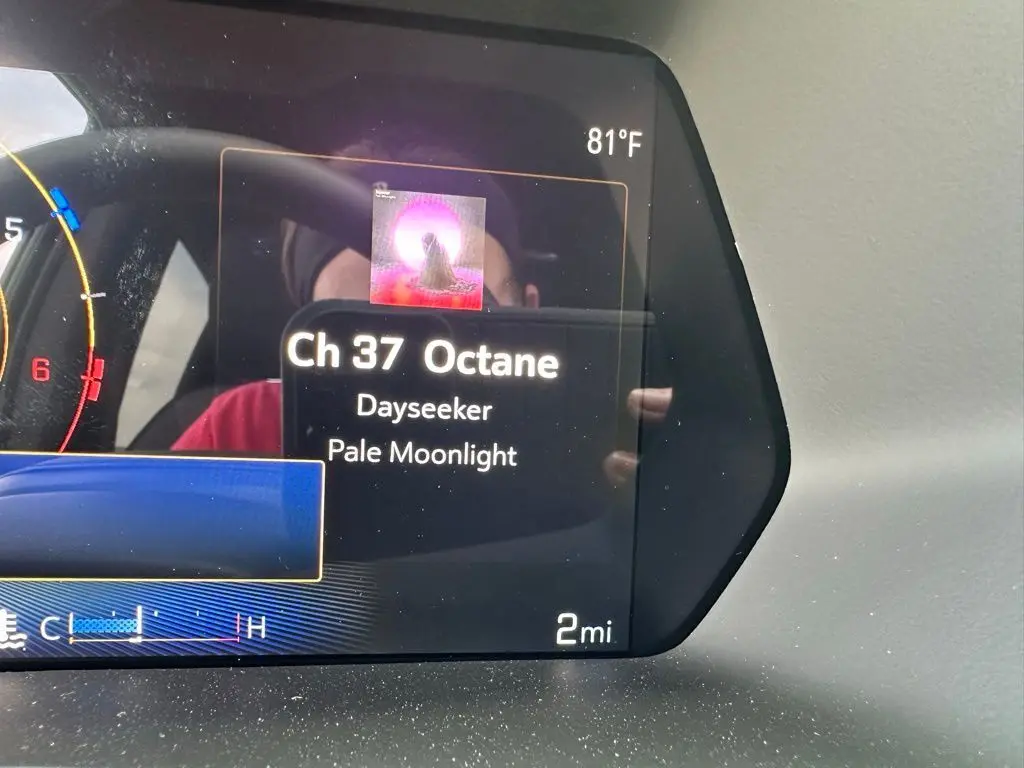 81°F
5
Ch 37 Octane
6
Dayseeker
Pale Moonlight
C H
2mi